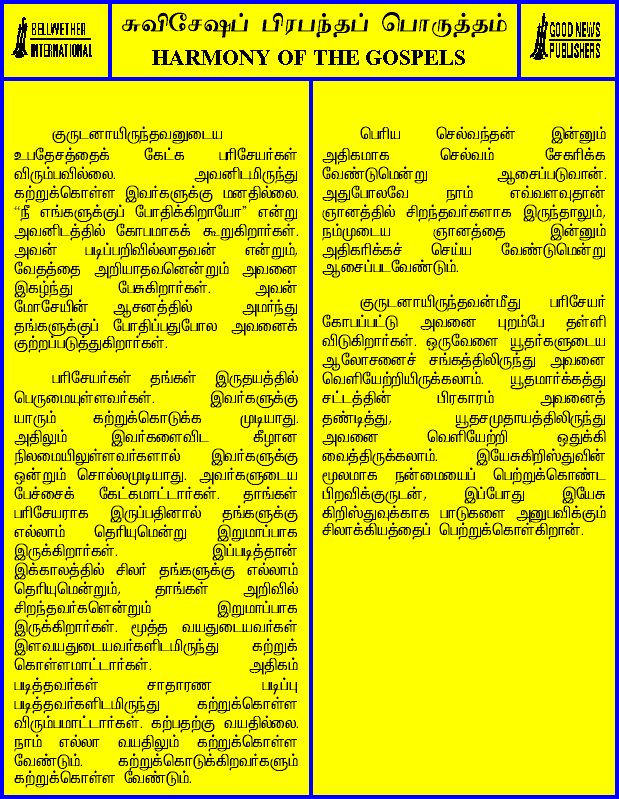 BELLWETHER
INTERNATIONAL
சுவிசேஷப் பிரபந்தப் பொருத்தம்
HARMONY OF THE GOSPELS
GOOD NEWS
PUBLISHERS
குருடனாயிருந்தவனுடைய
உபதேசத்தைக் கேட்க பரிசேயர்கள்
விரும்பவில்லை. அவனிடமிருந்து
கற்றுக்கொள்ள இவர்களுக்கு மனதில்லை.
“நீ எங்களுக்குப் போதிக்கிறாயோ” என்று
அவனிடத்தில் கோபமாகக் கூறுகிறார்கள்.
அவன் படிப்பறிவில்லாதவன் என்றும்,
வேதத்தை அறியாதவனென்றும் அவனை
இகழ்ந்து பேசுகிறார்கள். அவன்
மோசேயின் ஆசனத்தில் அமர்ந்து
தங்களுக்குப் போதிப்பதுபோல அவனைக்
குற்றப்படுத்துகிறார்கள்.
பரிசேயர்கள் தங்கள் இருதயத்தில்
பெருமையுள்ளவர்கள். இவர்களுக்கு
யாரும் கற்றுக்கொடுக்க முடியாது.
அதிலும் இவர்களைவிட கீழான
நிலமையிலுள்ளவர்களால் இவர்களுக்கு
ஒன்றும் சொல்லமுடியாது. அவர்களுடைய
பேச்சைக் கேட்கமாட்டார்கள். தாங்கள்
பரிசேயராக இருப்பதினால் தங்களுக்கு
எல்லாம் தெரியுமென்று இறுமாப்பாக
இருக்கிறார்கள். இப்படித்தான்
இக்காலத்தில் சிலர் தங்களுக்கு எல்லாம்
தெரியுமென்றும், தாங்கள் அறிவில்
சிறந்தவர்களென்றும் இறுமாப்பாக
இருக்கிறார்கள். மூத்த வயதுடையவர்கள்
இளவயதுடையவர்களிடமிருந்து கற்றுக்
கொள்ளமாட்டார்கள். அதிகம்
படித்தவர்கள் சாதாரண படிப்பு
படித்தவர்களிடமிருந்து கற்றுக்கொள்ள
விரும்பமாட்டார்கள். கற்பதற்கு வயதில்லை.
நாம் எல்லா வயதிலும் கற்றுக்கொள்ள
வேண்டும். கற்றுக்கொடுக்கிறவர்களும்
கற்றுக்கொள்ள வேண்டும்.
பெரிய செல்வந்தன் இன்னும்
அதிகமாக செல்வம் சேகரிக்க
வேண்டுமென்று ஆசைப்படுவான்.
அதுபோலவே நாம் எவ்வளவுதான்
ஞானத்தில் சிறந்தவர்களாக இருந்தாலும்,
நம்முடைய ஞானத்தை இன்னும்
அதிகரிக்கச் செய்ய வேண்டுமென்று
ஆசைப்படவேண்டும்.
குருடனாயிருந்தவன்மீது பரிசேயர்
கோபப்பட்டு அவனை புறம்பே தள்ளி
விடுகிறார்கள். ஒருவேளை யூதர்களுடைய
ஆலோசனைச் சங்கத்திலிருந்து அவனை
வெளியேற்றியிருக்கலாம். யூதமார்க்கத்து
சட்டத்தின் பிரகாரம் அவனைத்
தண்டித்து, யூதசமுதாயத்திலிருந்து
அவனை வெளியேற்றி ஒதுக்கி
வைத்திருக்கலாம். இயேசுகிறிஸ்துவின்
மூலமாக நன்மையைப் பெற்றுக்கொண்ட
பிறவிக்குருடன், இப்போது இயேசு
கிறிஸ்துவுக்காக பாடுகளை அனுபவிக்கும்
சிலாக்கியத்தைப் பெற்றுக்கொள்கிறான்.